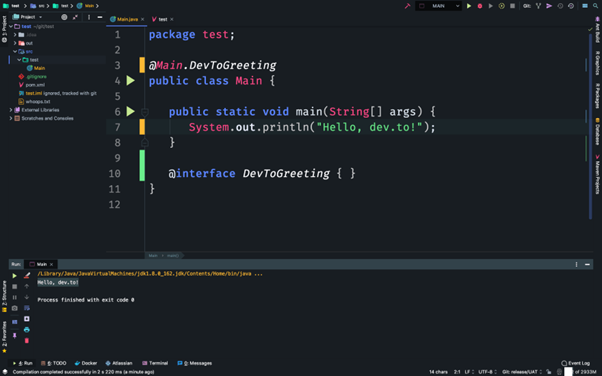 test
src
test
Main
MAIN
Git:
Project
Main.java
test
test ~/git/test
.idea
out
src
test
Main
.gitignore
pom.xml
test.iml ignored, tracked with git
whoops.txt
External Libraries
Scratches and Consoles
1 package test;
2
3 @Main.DevToGreeting
4 public class Main {
5
6 public static void main(String[] args) {
7 System.out.println("Hello, dev.to!");
8 }
9
10 @interface DevToGreeting { }
11 }
12
Main
main()
1: Project
Ant Build
R Graphics
R Packages
Database
Maven Projects
Run:
Main
/Library/Java/JavaVirtualMachines/jdk1.8.0_162.jdk/Contents/Home/bin/java ...
Hello, dev.to!
Process finished with exit code 0
7: Structure
2: Favorites
4: Run
6: TODO
Docker
Atlassian
Terminal
0: Messages
Event Log
Compilation completed successfully in 2 s 220 ms (a minute ago)
14 chars
2:1
LF
UTF-8
Git: release/UAT
of 2933M